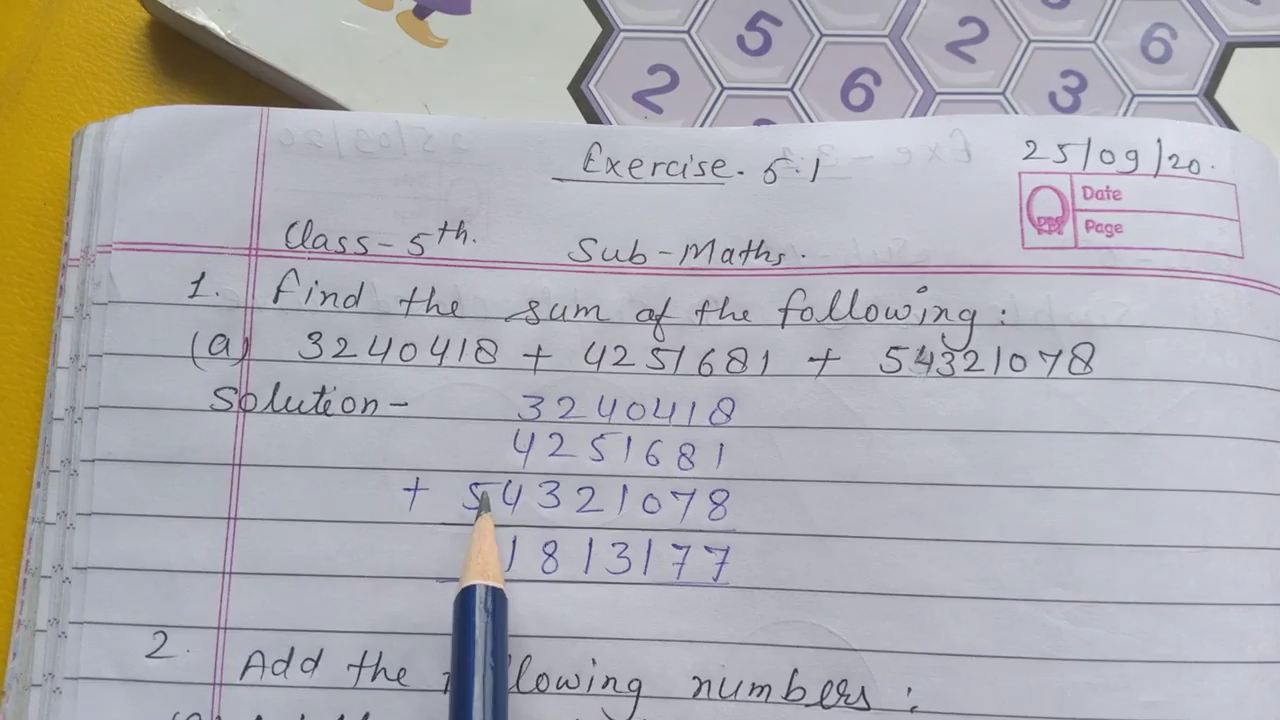 5 2 6
2 6 3
Exercise. 5.1
25/09/20.
Date
Page
Class-5th. Sub-Maths.
1. Find the sum of the following:
(a) 3240418 + 4251681 + 54321078
Solution- 3240418
4251681
+ 54321078
1813177
2. Add the llowing numbers: